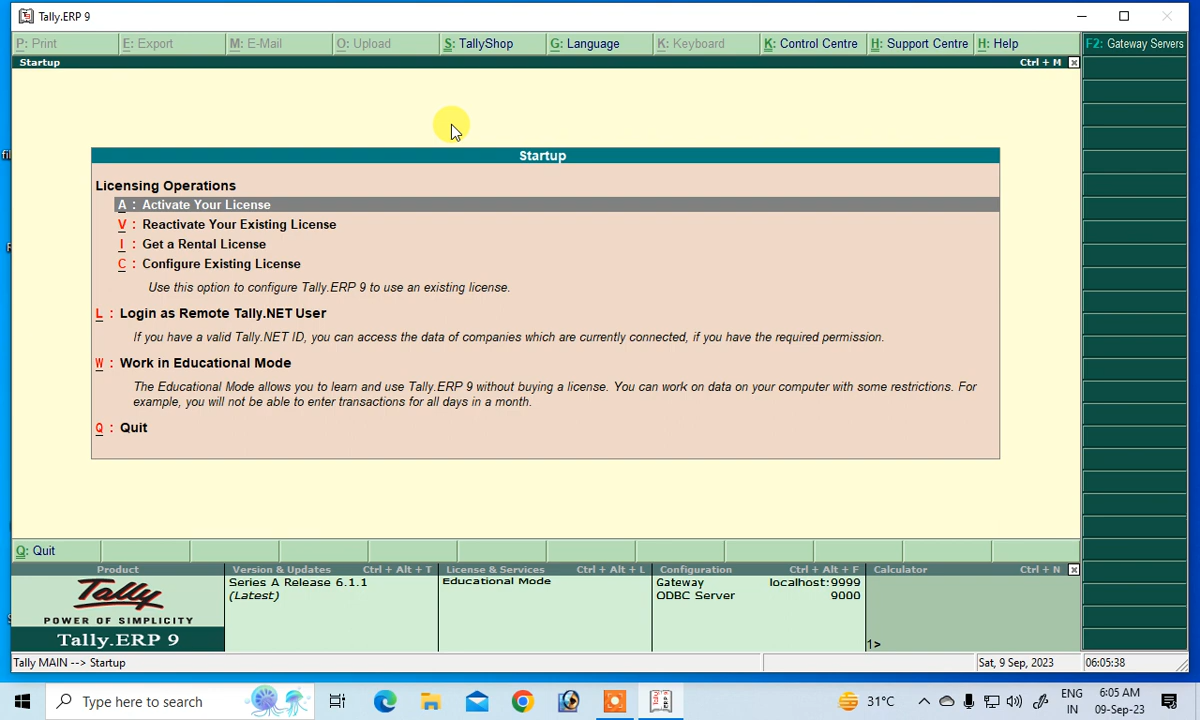 Tally.ERP 9
P: Print E: Export M: E-Mail O: Upload S: TallyShop G: Language K: Keyboard K: Control Centre H: Support Centre H: Help F2: Gateway Servers
Startup Ctrl + M
Startup
Licensing Operations
A : Activate Your License
V : Reactivate Your Existing License
I : Get a Rental License
C : Configure Existing License
Use this option to configure Tally.ERP 9 to use an existing license.
L : Login as Remote Tally.NET User
If you have a valid Tally.NET ID, you can access the data of companies which are currently connected, if you have the required permission.
W : Work in Educational Mode
The Educational Mode allows you to learn and use Tally.ERP 9 without buying a license. You can work on data on your computer with some restrictions. For
example, you will not be able to enter transactions for all days in a month.
Q : Quit
Q: Quit
Product Version & Updates Ctrl + Alt + T License & Services Ctrl + Alt + L Configuration Ctrl + Alt + F Calculator Ctrl + N
Series A Release 6.1.1 Educational Mode Gateway localhost:9999
(Latest) ODBC Server 9000
Tally
POWER OF SIMPLICITY
Tally.ERP 9
1>
Tally MAIN --> Startup Sat, 9 Sep, 2023 06:05:38
Type here to search 31°C ENG 6:05 AM
IN 09-Sep-23